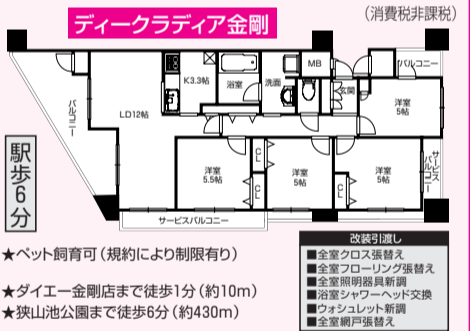 ディークラディア金剛
(消費税非課税)
バルコニー
LD12帖
K3.3帖
浴室
洗面
MB
玄関
バルコニー
洋室
5帖
駅歩6分
洋室
5.5帖
CL
CL
洋室
5帖
CL
洋室
5帖
サービスバルコニー
サービスバルコニー
★ペット飼育可(規約により制限有り)
★ダイエー金剛店まで徒歩1分(約10m)
★狭山池公園まで徒歩6分(約430m)
改装引渡し
■全室クロス張替え
■全室フローリング張替え
■全室照明器具新調
■浴室シャワーヘッド交換
■ウォシュレット新調
■全室網戸張替え